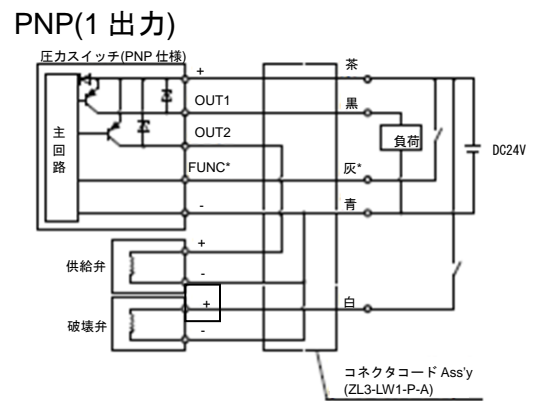 PNP(1 出力)
圧力スイッチ(PNP 仕様)
+
茶
OUT1
黒
OUT2
主回路
負荷
DC24V
FUNC*
灰*
-
青
+
供給弁
-
+
白
破壊弁
-
コネクタコード Ass'y
(ZL3-LW1-P-A)